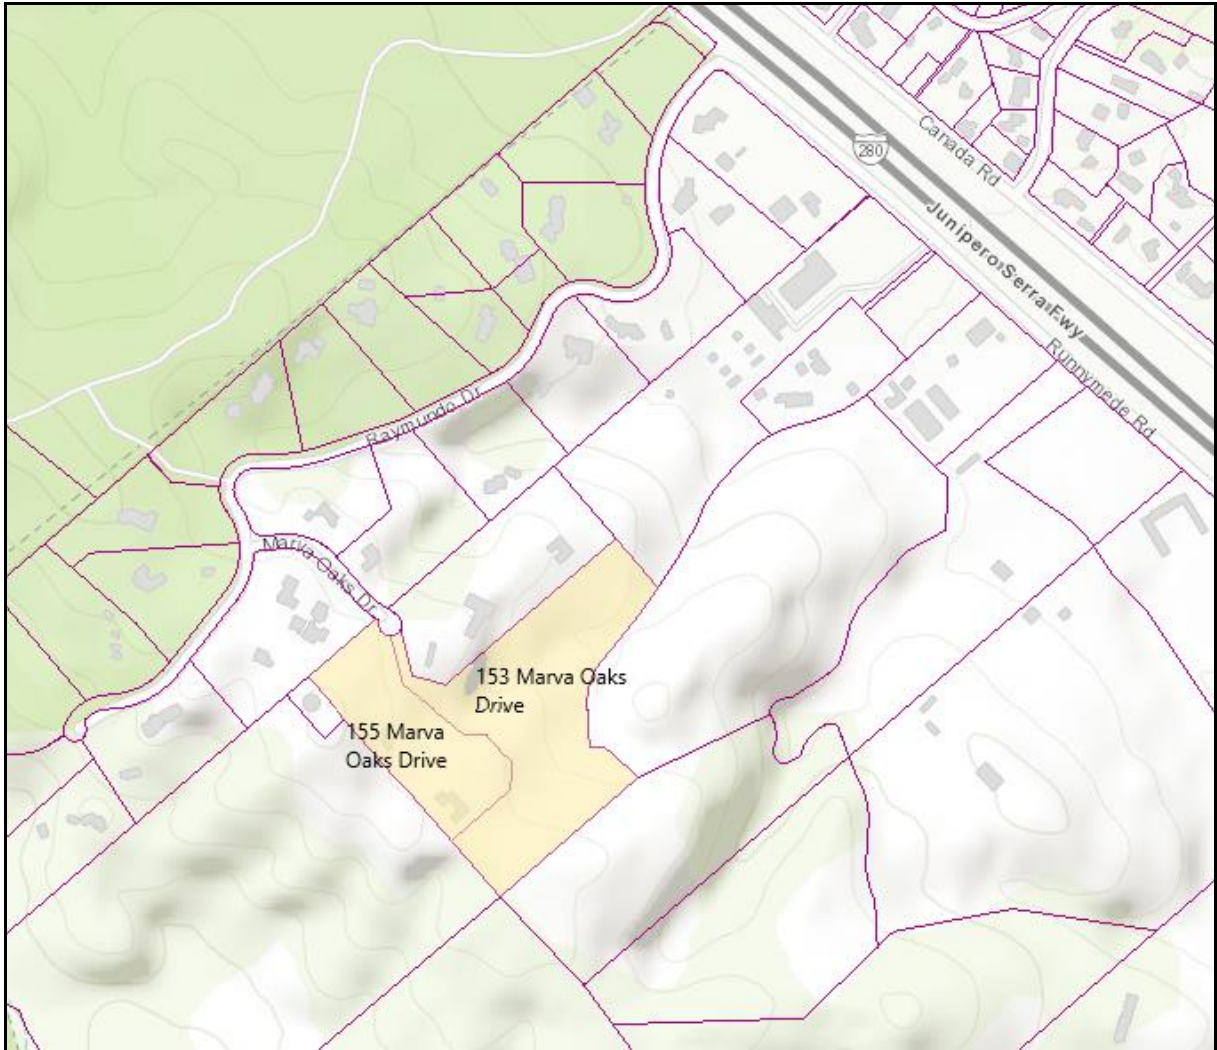 Canada Rd
280
Junipero Serra Fwy
Runnymede Rd
Raymundo Dr
Marva Oaks Dr
153 Marva Oaks
Drive
155 Marva
Oaks Drive